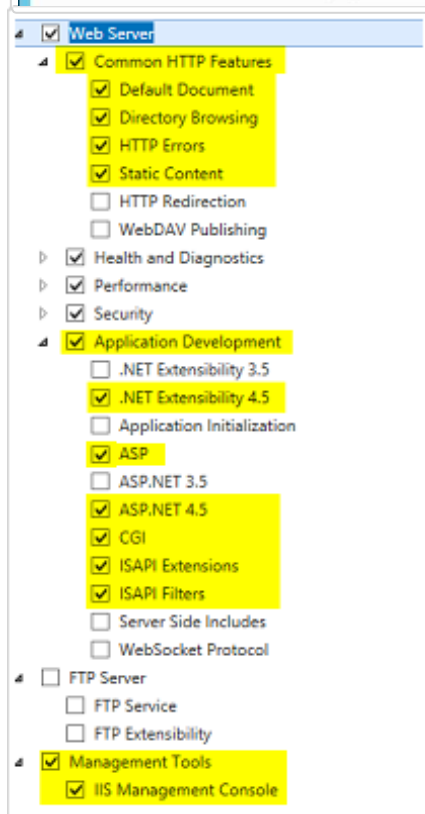 Web Server
Common HTTP Features
Default Document
Directory Browsing
HTTP Errors
Static Content
HTTP Redirection
WebDAV Publishing
Health and Diagnostics
Performance
Security
Application Development
.NET Extensibility 3.5
.NET Extensibility 4.5
Application Initialization
ASP
ASP.NET 3.5
ASP.NET 4.5
CGI
ISAPI Extensions
ISAPI Filters
Server Side Includes
WebSocket Protocol
FTP Server
FTP Service
FTP Extensibility
Management Tools
IIS Management Console